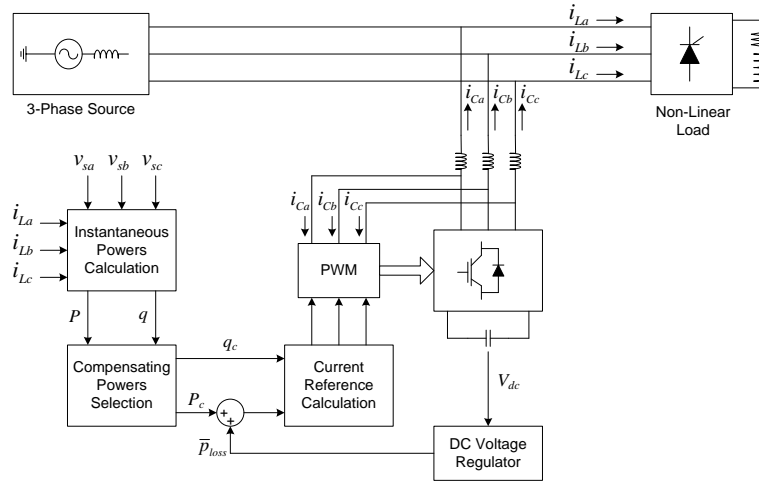 i_La
i_Lb
i_Lc
3-Phase Source
Non-Linear
Load
i_Ca
i_Cb
i_Cc
v_sa
v_sb
v_sc
i_La
i_Lb
i_Lc
Instantaneous
Powers
Calculation
i_Ca
i_Cb
i_Cc
PWM
P
q
Compensating
Powers
Selection
q_c
P_c
+
+
Current
Reference
Calculation
V_dc
p̅_loss
DC Voltage
Regulator